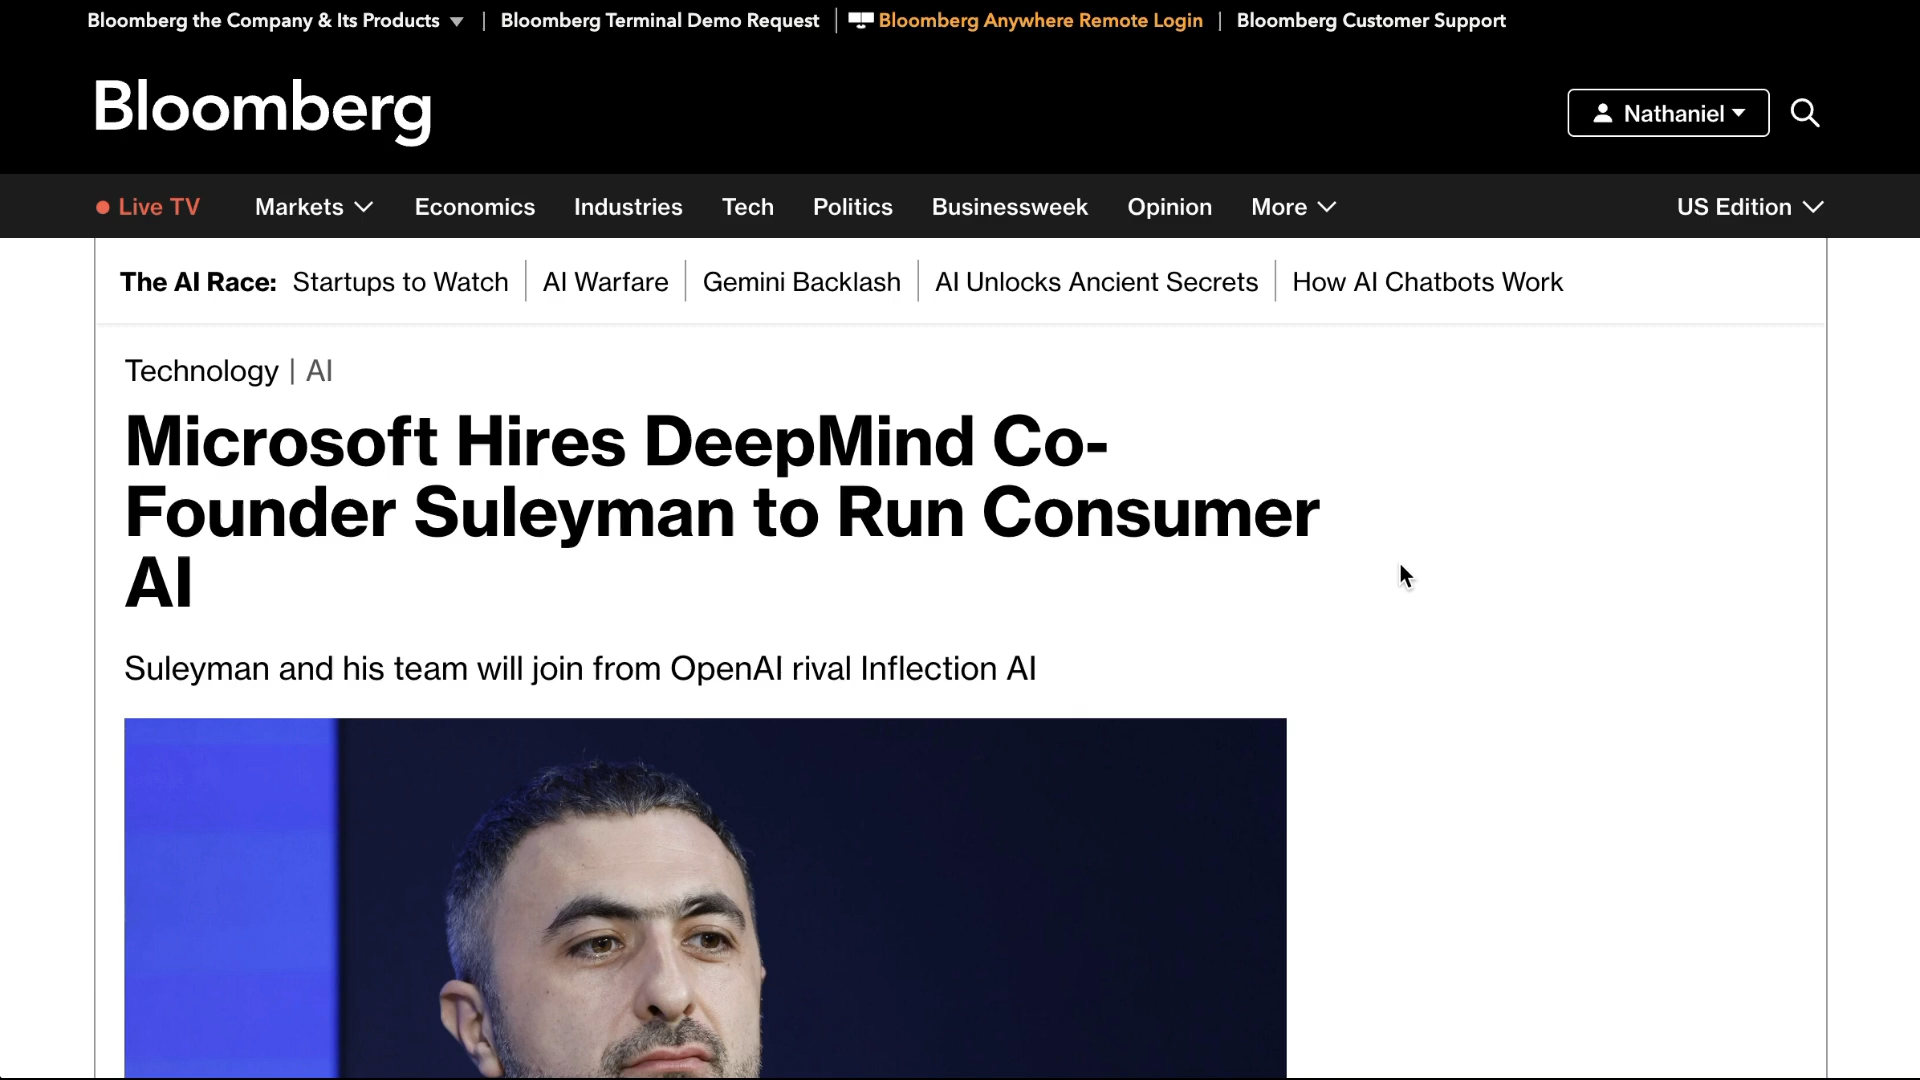 Bloomberg the Company & Its Products
Bloomberg Terminal Demo Request
Bloomberg Anywhere Remote Login
Bloomberg Customer Support
Bloomberg
Nathaniel
Live TV
Markets
Economics
Industries
Tech
Politics
Businessweek
Opinion
More
US Edition
The AI Race: Startups to Watch | AI Warfare | Gemini Backlash | AI Unlocks Ancient Secrets | How AI Chatbots Work
Technology | AI
Microsoft Hires DeepMind Co-
Founder Suleyman to Run Consumer
AI
Suleyman and his team will join from OpenAI rival Inflection AI